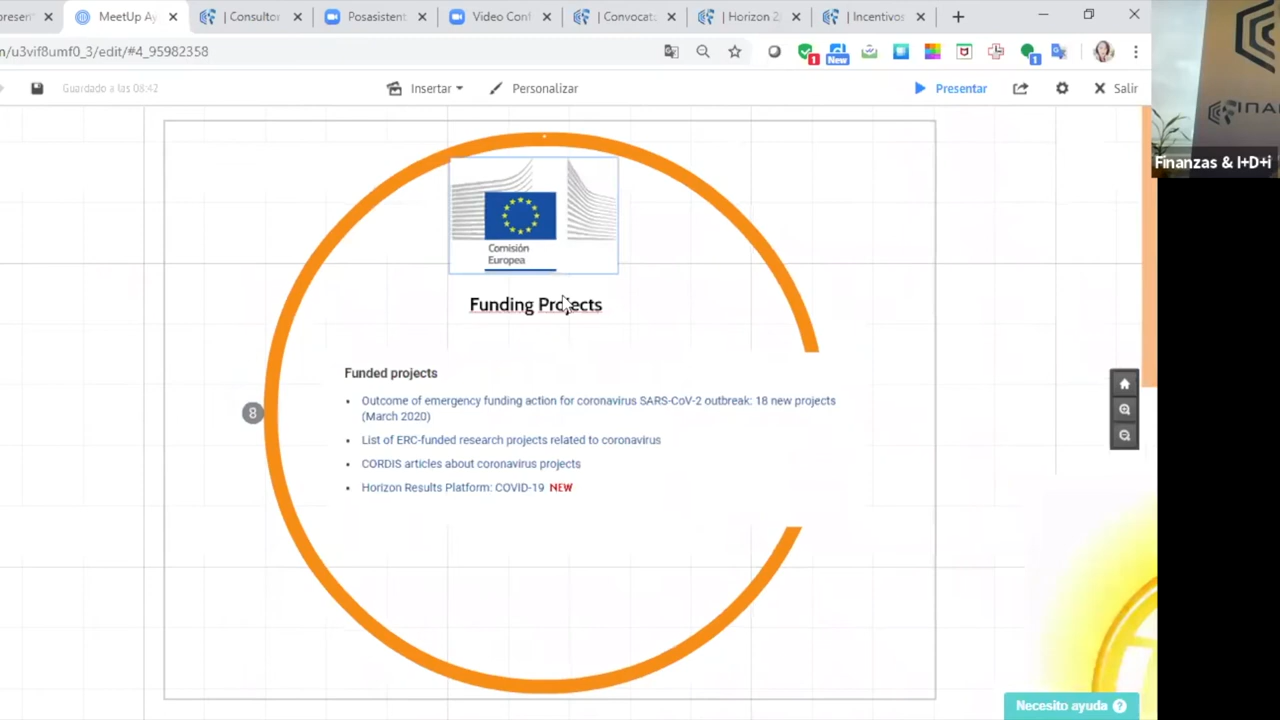 MeetUp Ay
| Consultor
Posasistent
Video Conf
| Convocat
| Horizon 2
| Incentivos
n/u3vif8umf0_3/edit/#4_95982358
1
New
1
Guardado a las 08:42
Insertar
Personalizar
Presentar
Salir
Finanzas & I+D+i
Comisión
Europea
Funding Projects
Funded projects
Outcome of emergency funding action for coronavirus SARS-CoV-2 outbreak: 18 new projects
(March 2020)
8
List of ERC-funded research projects related to coronavirus
CORDIS articles about coronavirus projects
Horizon Results Platform: COVID-19 NEW
Necesito ayuda ?